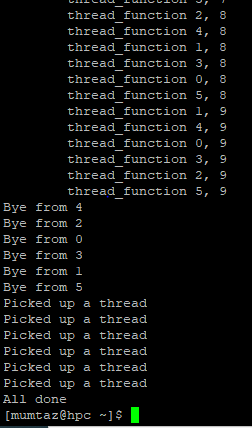 thread_function 5, 7
thread_function 2, 8
thread_function 4, 8
thread_function 1, 8
thread_function 3, 8
thread_function 0, 8
thread_function 5, 8
thread_function 1, 9
thread_function 4, 9
thread_function 0, 9
thread_function 3, 9
thread_function 2, 9
thread_function 5, 9
Bye from 4
Bye from 2
Bye from 0
Bye from 3
Bye from 1
Bye from 5
Picked up a thread
Picked up a thread
Picked up a thread
Picked up a thread
Picked up a thread
Picked up a thread
All done
[mumtaz@hpc ~]$